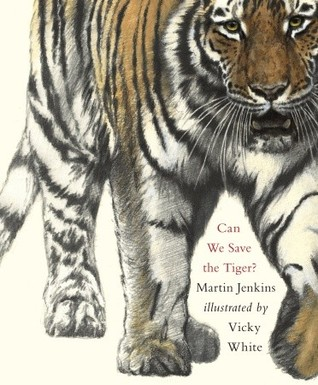 Can
We Save
the Tiger?
Martin Jenkins
illustrated by
Vicky
White